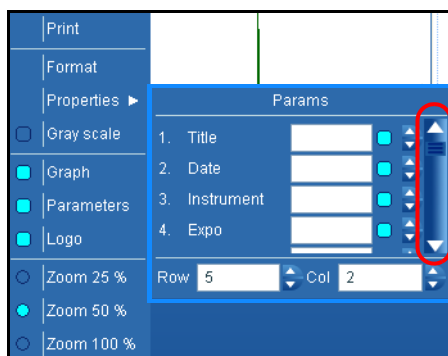 Print
Format
Properties
Gray scale
Graph
Parameters
Logo
Zoom 25 %
Zoom 50 %
Zoom 100 %
Params
1. Title
2. Date
3. Instrument
4. Expo
Row 5 Col 2